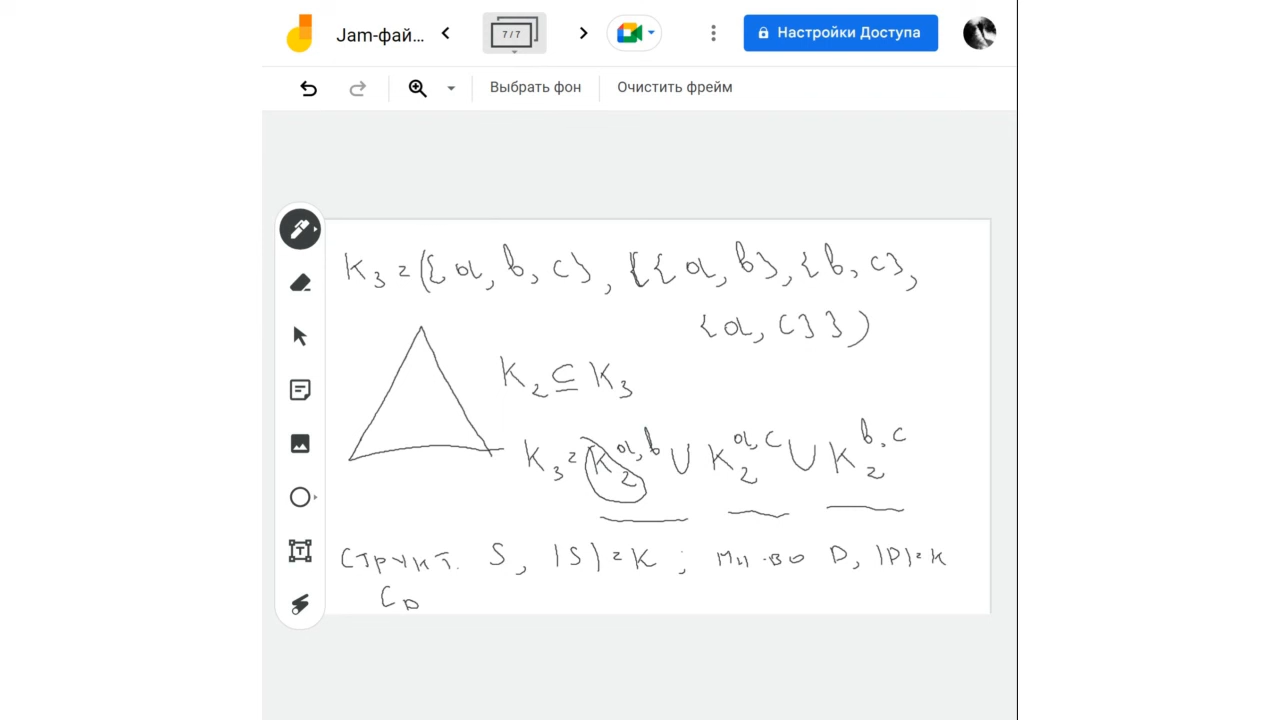 Jam-фай...
7/7
Настройки Доступа
Выбрать фон
Очистить фрейм
K₃ = ({a, b, c}, {{a, b}, {b, c},
{a, c}})
K₂ ⊆ K₃
K₃ = K₂^{a,b} ∪ K₂^{a,c} ∪ K₂^{b,c}
структ. S, |S| = K ; мн-во D, |D| = K
T